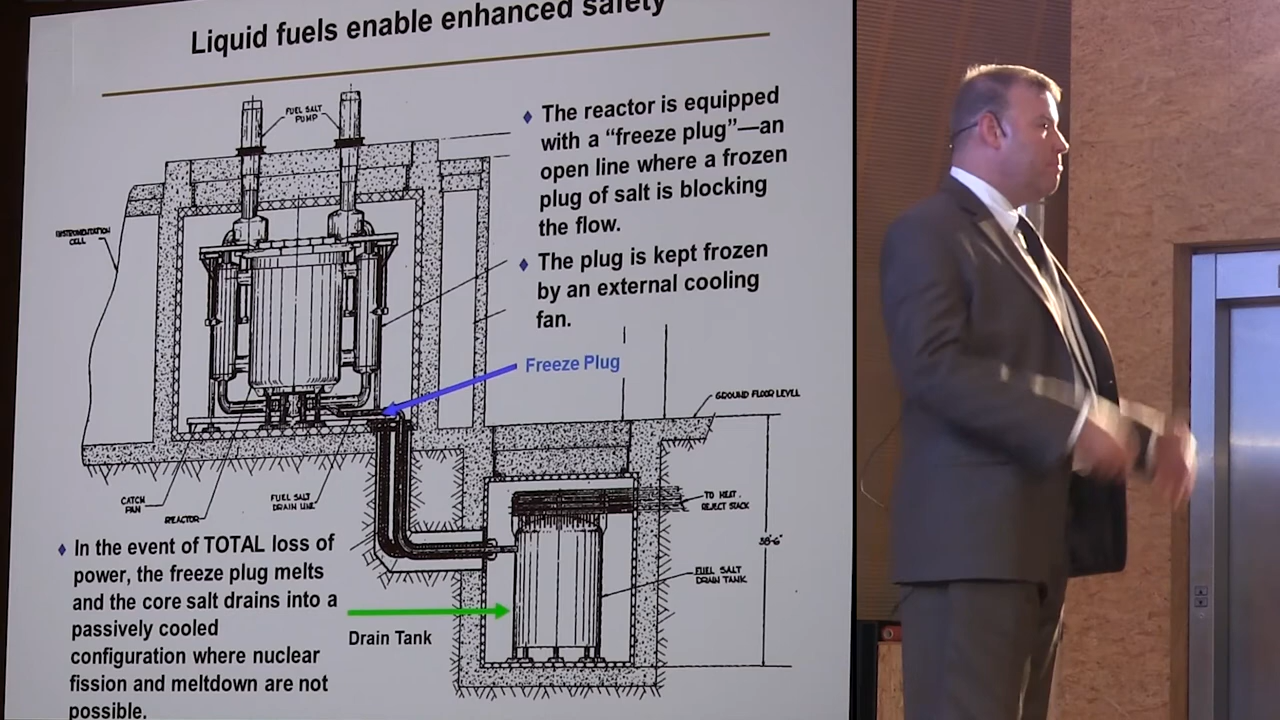 Liquid fuels enable enhanced safety
FUEL SALT
PUMP
INSTRUMENTATION
CELL
♦ The reactor is equipped
with a “freeze plug”—an
open line where a frozen
plug of salt is blocking
the flow.
♦ The plug is kept frozen
by an external cooling
fan.
Freeze Plug
GROUND FLOOR LEVEL
CATCH
PAN
REACTOR
FUEL SALT
DRAIN LINE
TO HEAT
REJECT STACK
38'-6"
FUEL SALT
DRAIN TANK
♦ In the event of TOTAL loss of
power, the freeze plug melts
and the core salt drains into a
passively cooled
configuration where nuclear
fission and meltdown are not
possible.
Drain Tank